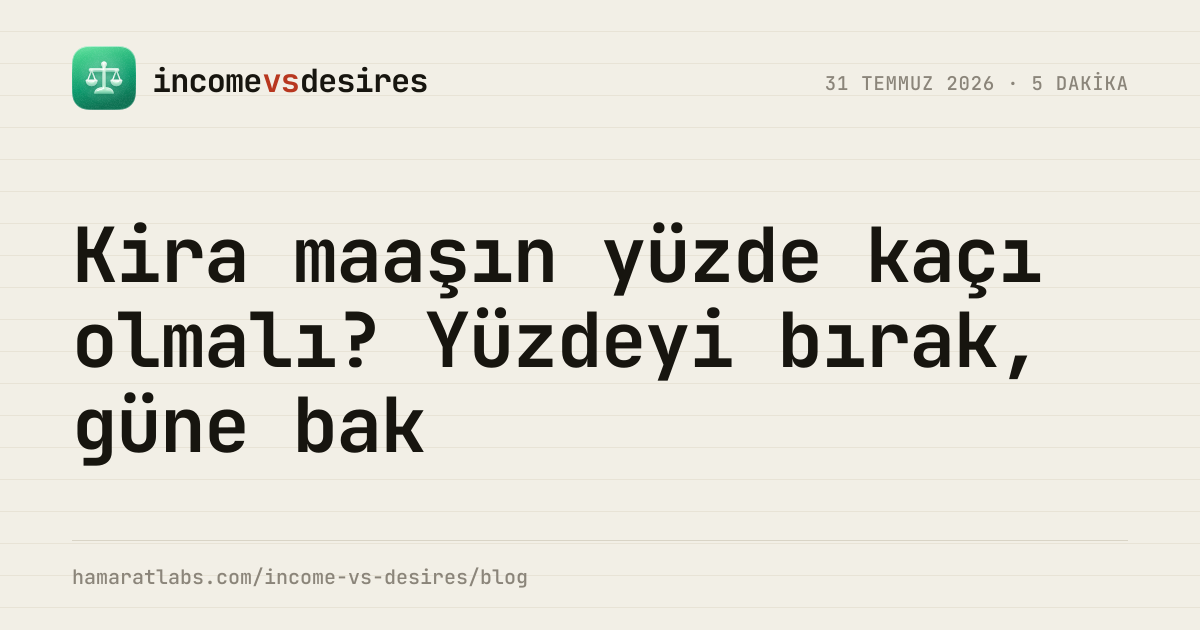 incomevsdesires
31 TEMMUZ 2026 · 5 DAKİKA
Kira maaşın yüzde kaçı
olmalı? Yüzdeyi bırak,
güne bak
hamaratlabs.com/income-vs-desires/blog